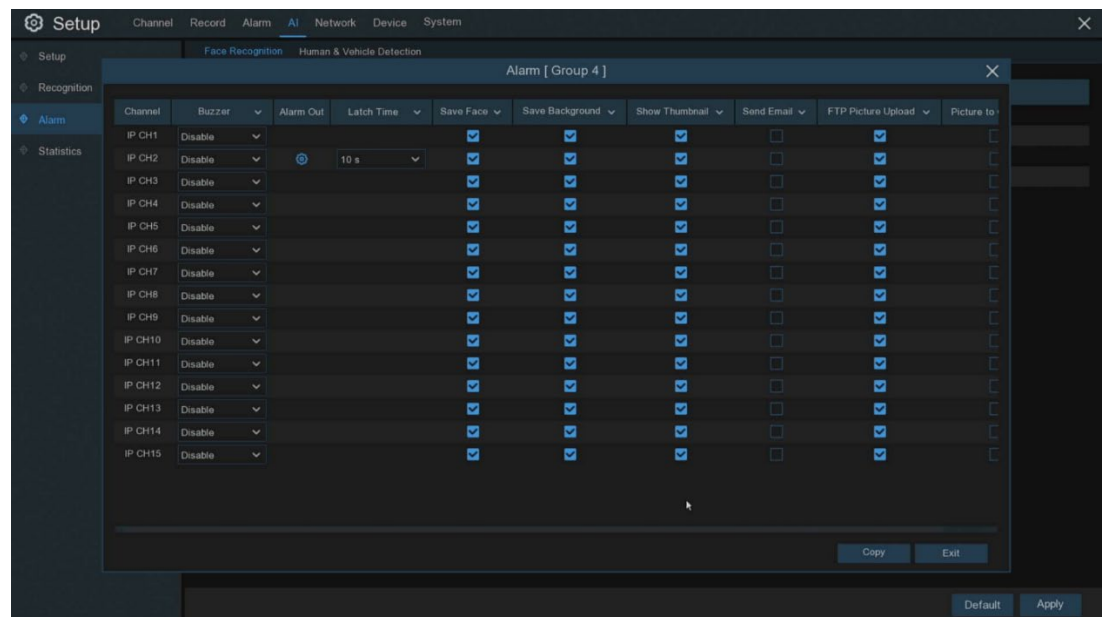 Setup Channel Record Alarm AI Network Device System
Setup Face Recognition Human & Vehicle Detection
Alarm [ Group 4 ]
Recognition
Alarm
Statistics
Channel Buzzer Alarm Out Latch Time Save Face Save Background Show Thumbnail Send Email FTP Picture Upload Picture to
IP CH1 Disable
IP CH2 Disable 10 s
IP CH3 Disable
IP CH4 Disable
IP CH5 Disable
IP CH6 Disable
IP CH7 Disable
IP CH8 Disable
IP CH9 Disable
IP CH10 Disable
IP CH11 Disable
IP CH12 Disable
IP CH13 Disable
IP CH14 Disable
IP CH15 Disable
Copy Exit
Default Apply